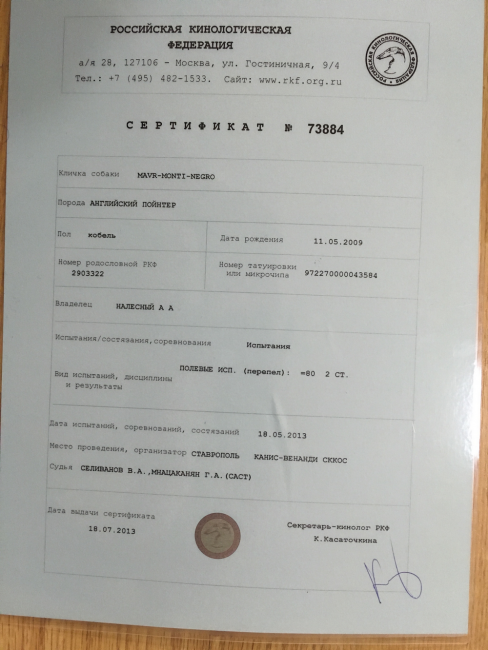 РОССИЙСКАЯ КИНОЛОГИЧЕСКАЯ
ФЕДЕРАЦИЯ
а/я 28, 127106 - Москва, ул. Гостиничная, 9/4
Тел.: +7 (495) 482-1533. Сайт: www.rkf.org.ru
СЕРТИФИКАТ № 73884
Кличка собаки MAVR-MONTI-NEGRO
Порода АНГЛИЙСКИЙ ПОЙНТЕР
Пол кобель Дата рождения 11.05.2009
Номер родословной РКФ
2903322
Номер татуировки
или микрочипа 972270000043584
Владелец НАЛЕСНЫЙ А А
Испытания/состязания,соревнования Испытания
ПОЛЕВЫЕ ИСП. (перепел): =80 2 СТ.
Вид испытаний, дисциплины
и результаты
Дата испытаний, соревнований, состязаний 18.05.2013
Место проведения, организатор СТАВРОПОЛЬ КАНИС-ВЕНАНДИ СККОС
Судья СЕЛИВАНОВ В.А.,МНАЦАКАНЯН Г.А.(САСТ)
Дата выдачи сертификата
18.07.2013
Секретарь-кинолог РКФ
К.Касаточкина